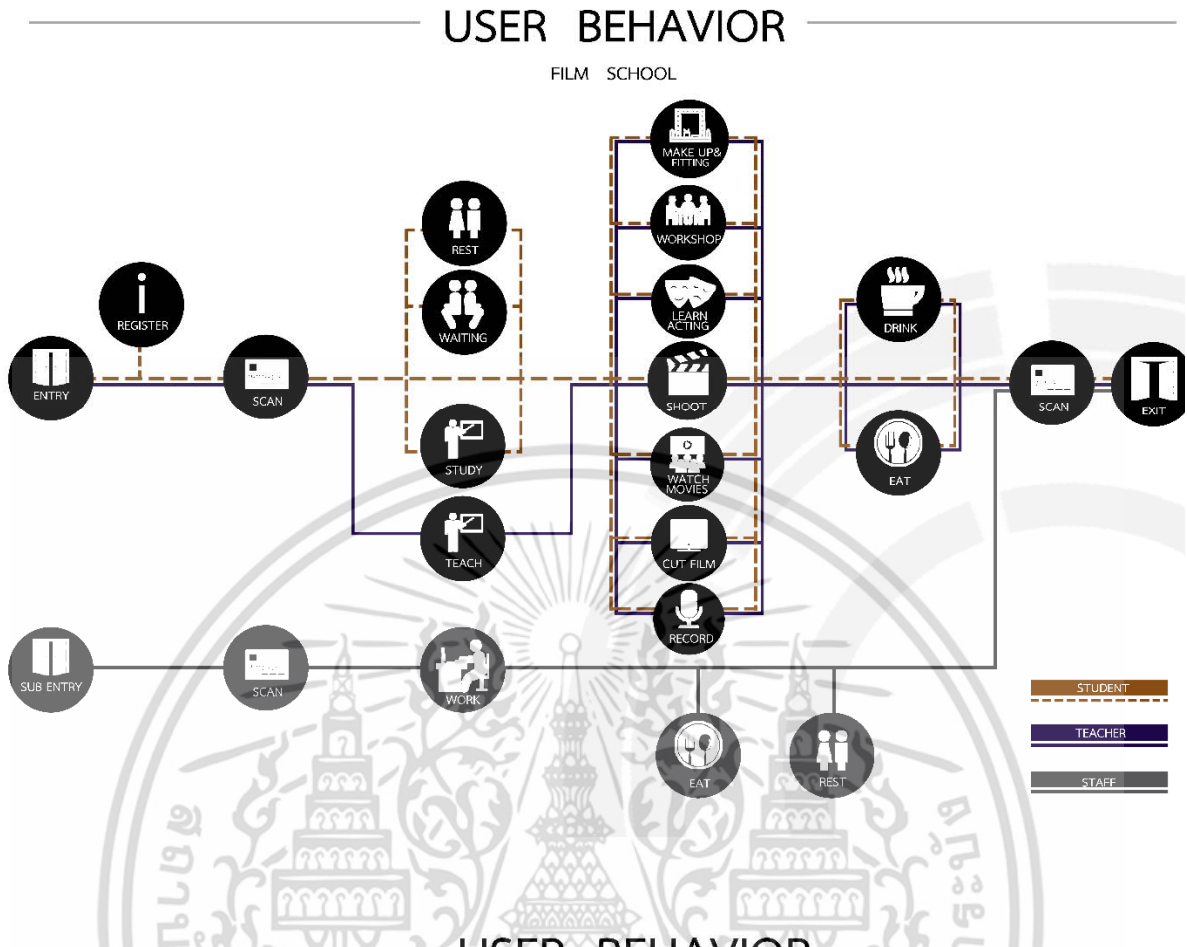 USER BEHAVIOR
FILM SCHOOL
MAKE UP&
FITTING
REST
WORKSHOP
REGISTER
WAITING
LEARN
ACTING
DRINK
ENTRY
SCAN
SHOOT
SCAN
EXIT
STUDY
WATCH
MOVIES
EAT
TEACH
CUT FILM
RECORD
SUB ENTRY
SCAN
WORK
STUDENT
TEACHER
EAT
REST
STAFF
USER BEHAVIOR